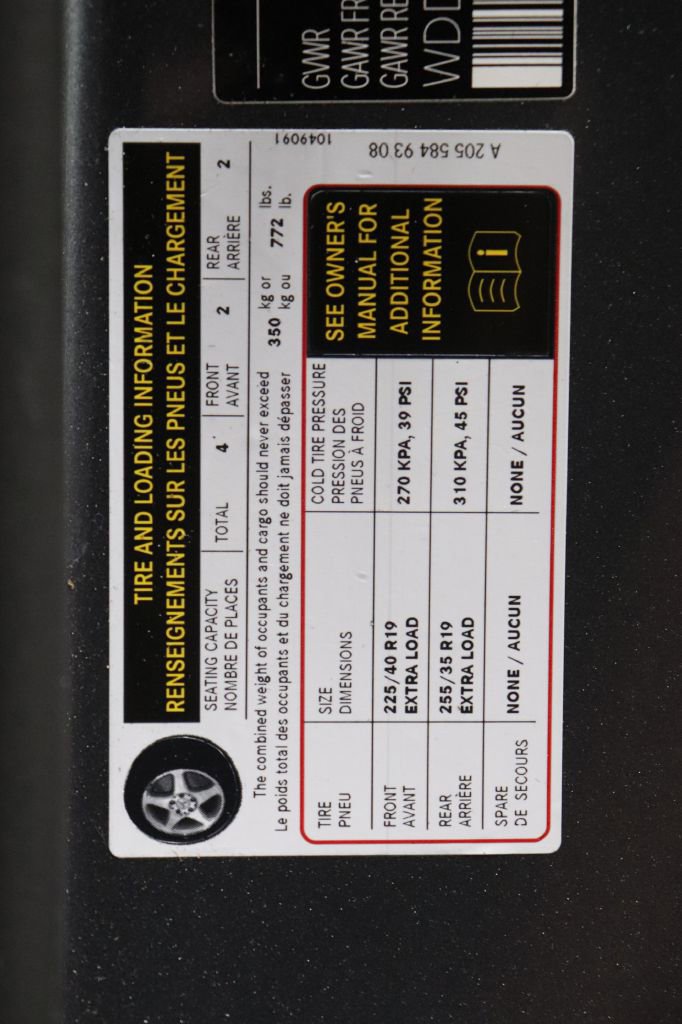 GVWR
GAWR FR
GAWR RE
WDD
1049091
A 205 584 93 08
TIRE AND LOADING INFORMATION
RENSEIGNEMENTS SUR LES PNEUS ET LE CHARGEMENT
SEATING CAPACITY TOTAL 4 FRONT 2 REAR 2
NOMBRE DE PLACES AVANT ARRIÈRE
The combined weight of occupants and cargo should never exceed 350 kg or 772 lbs.
Le poids total des occupants et du chargement ne doit jamais dépasser kg ou lb.
TIRE SIZE COLD TIRE PRESSURE
PNEU DIMENSIONS PRESSION DES
PNEUS À FROID
FRONT 225/40 R19 270 KPA, 39 PSI
AVANT EXTRA LOAD
REAR 255/35 R19 310 KPA, 45 PSI
ARRIÈRE EXTRA LOAD
SPARE NONE / AUCUN NONE / AUCUN
DE SECOURS
SEE OWNER'S
MANUAL FOR
ADDITIONAL
INFORMATION